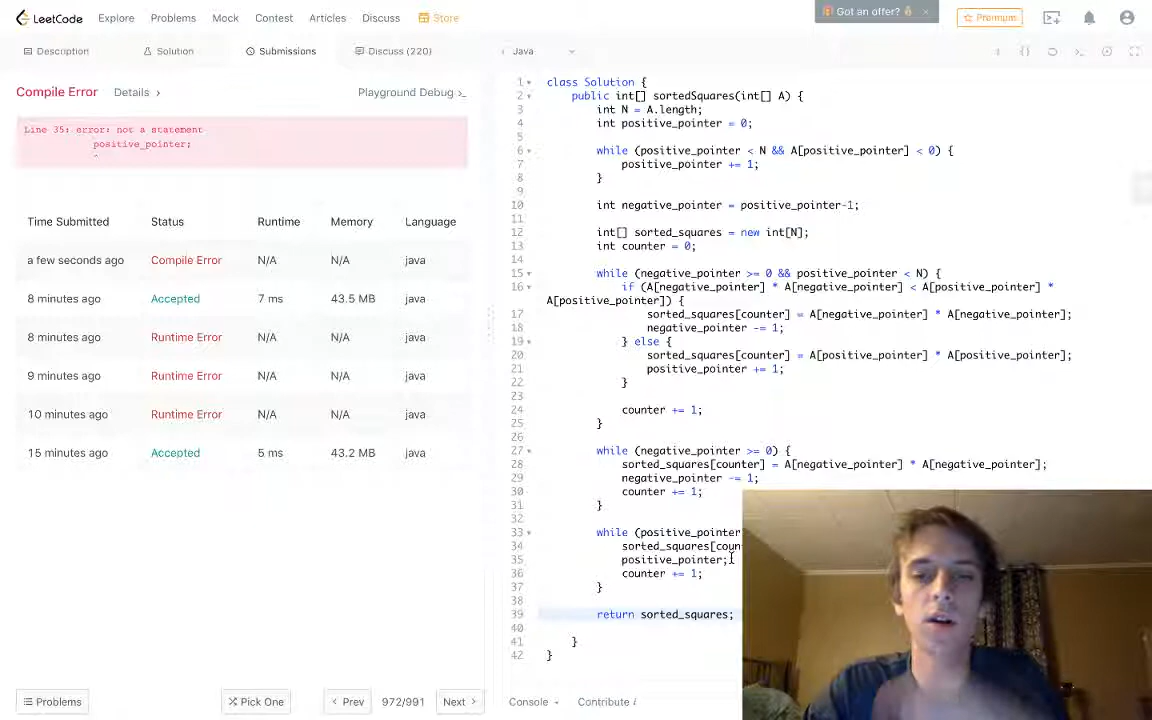 LeetCode Explore Problems Mock Contest Articles Discuss Store
Got an offer? ×
Premium
Description Solution Submissions Discuss (220)
Java
Compile Error Details > Playground Debug >_
Line 35: error: not a statement
positive_pointer;
^
Time Submitted Status Runtime Memory Language
a few seconds ago Compile Error N/A N/A java
8 minutes ago Accepted 7 ms 43.5 MB java
8 minutes ago Runtime Error N/A N/A java
9 minutes ago Runtime Error N/A N/A java
10 minutes ago Runtime Error N/A N/A java
15 minutes ago Accepted 5 ms 43.2 MB java
1 class Solution {
2 public int[] sortedSquares(int[] A) {
3 int N = A.length;
4 int positive_pointer = 0;
5
6 while (positive_pointer < N && A[positive_pointer] < 0) {
7 positive_pointer += 1;
8 }
9
10 int negative_pointer = positive_pointer-1;
11
12 int[] sorted_squares = new int[N];
13 int counter = 0;
14
15 while (negative_pointer >= 0 && positive_pointer < N) {
16 if (A[negative_pointer] * A[negative_pointer] < A[positive_pointer] *
A[positive_pointer]) {
17 sorted_squares[counter] = A[negative_pointer] * A[negative_pointer];
18 negative_pointer -= 1;
19 } else {
20 sorted_squares[counter] = A[positive_pointer] * A[positive_pointer];
21 positive_pointer += 1;
22 }
23
24 counter += 1;
25 }
26
27 while (negative_pointer >= 0) {
28 sorted_squares[counter] = A[negative_pointer] * A[negative_pointer];
29 negative_pointer -= 1;
30 counter += 1;
31 }
32
33 while (positive_pointer
34 sorted_squares[coun
35 positive_pointer;
36 counter += 1;
37 }
38
39 return sorted_squares;
40
41 }
42 }
Problems Pick One < Prev 972/991 Next > Console Contribute i